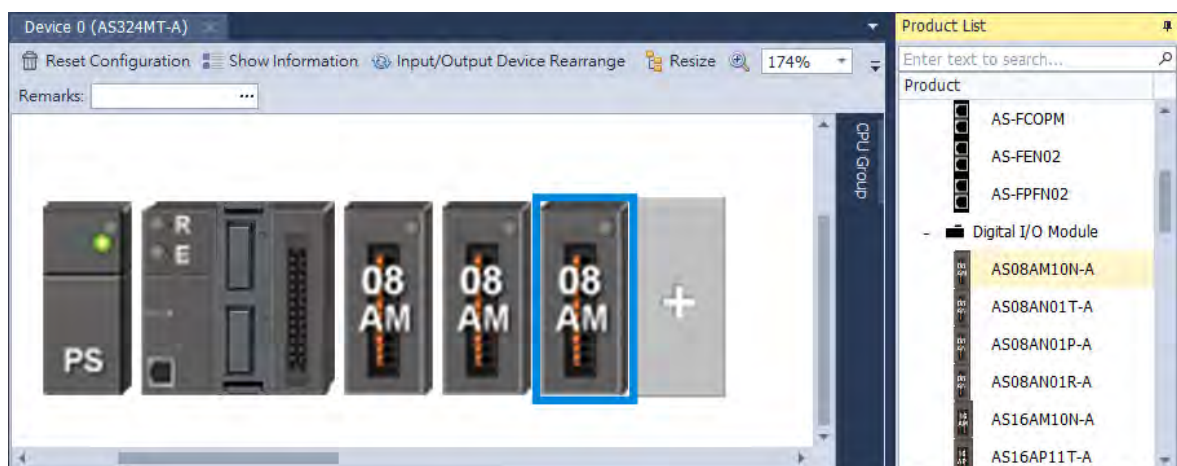 Device 0 (AS324MT-A)
Reset Configuration Show Information Input/Output Device Rearrange Resize 174%
Remarks: ...
CPU Group
R
E
PS
08
AM
08
AM
08
AM
+
Product List
Enter text to search...
Product
AS-FCOPM
AS-FEN02
AS-FPFN02
- Digital I/O Module
AS08AM10N-A
AS08AN01T-A
AS08AN01P-A
AS08AN01R-A
AS16AM10N-A
AS16AP11T-A